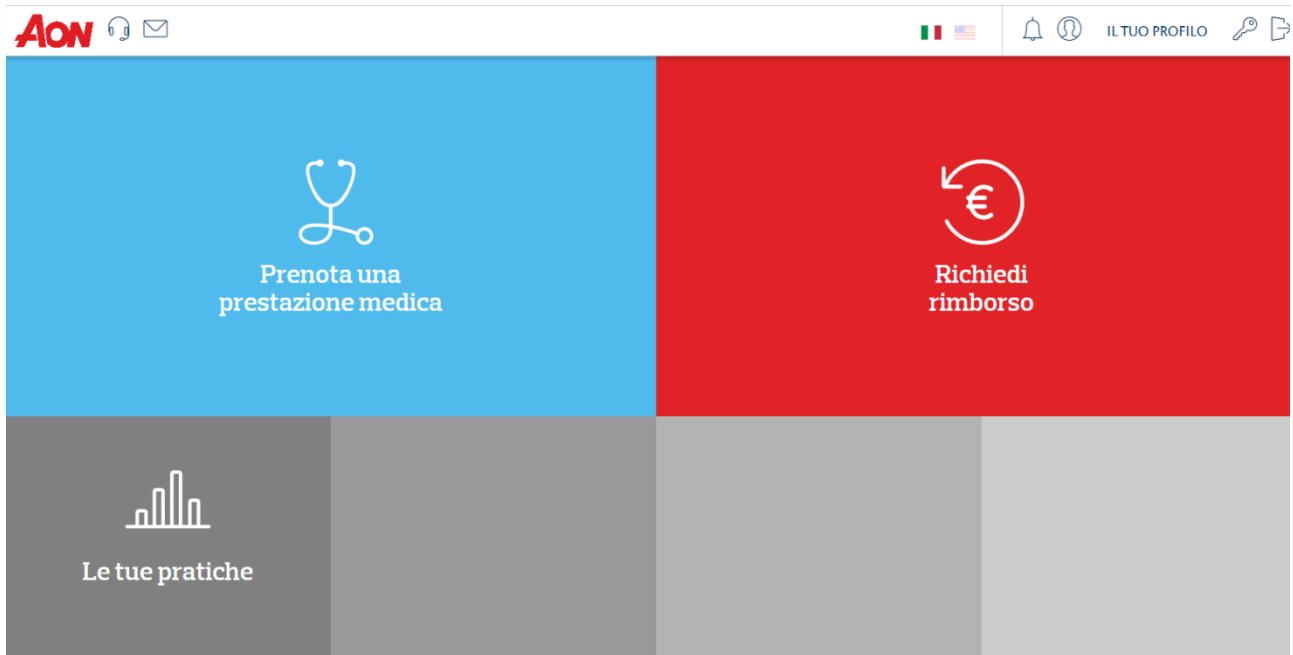 AON
IL TUO PROFILO
Prenota una
prestazione medica
€
Richiedi
rimborso
Le tue pratiche